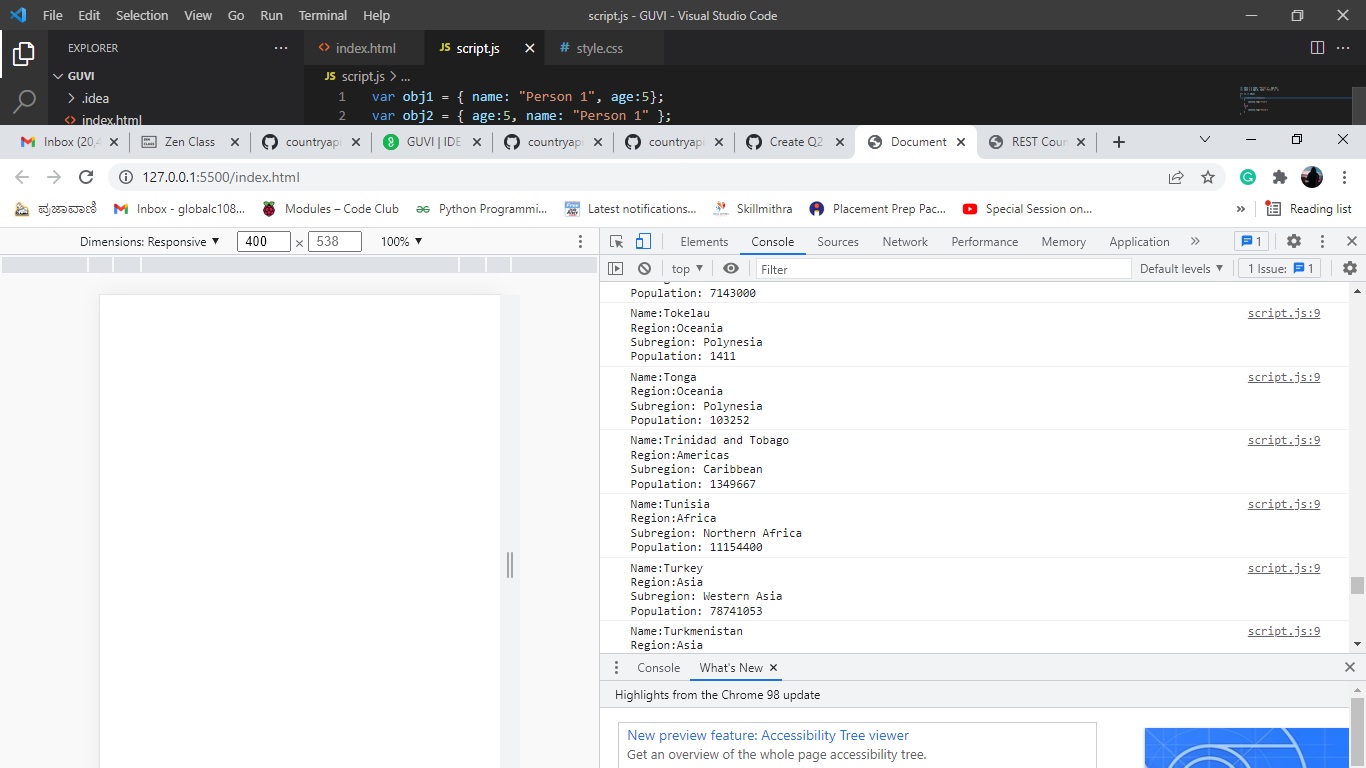 File Edit Selection View Go Run Terminal Help script.js - GUVI - Visual Studio Code
EXPLORER ··· <> index.html JS script.js # style.css ···
GUVI JS script.js > ...
.idea 1 var obj1 = { name: "Person 1", age:5};
<> index.html 2 var obj2 = { age:5, name: "Person 1" };
Inbox (20,4 Zen Class countryapi GUVI | IDE countryapi countryapi Create Q2 Document REST Coun
127.0.0.1:5500/index.html
ಪ್ರಜಾವಾಣಿ Inbox - globalc108... Modules – Code Club Python Programmi... Latest notifications... Skillmithra Placement Prep Pac... Special Session on... » Reading list
Dimensions: Responsive ▼ 400 × 538 100% ▼ Elements Console Sources Network Performance Memory Application » 1
top ▼ Filter Default levels ▼ 1 Issue: 1
Population: 7143000
Name:Tokelau script.js:9
Region:Oceania
Subregion: Polynesia
Population: 1411
Name:Tonga script.js:9
Region:Oceania
Subregion: Polynesia
Population: 103252
Name:Trinidad and Tobago script.js:9
Region:Americas
Subregion: Caribbean
Population: 1349667
Name:Tunisia script.js:9
Region:Africa
Subregion: Northern Africa
Population: 11154400
Name:Turkey script.js:9
Region:Asia
Subregion: Western Asia
Population: 78741053
Name:Turkmenistan script.js:9
Region:Asia
Console What's New
Highlights from the Chrome 98 update
New preview feature: Accessibility Tree viewer
Get an overview of the whole page accessibility tree.